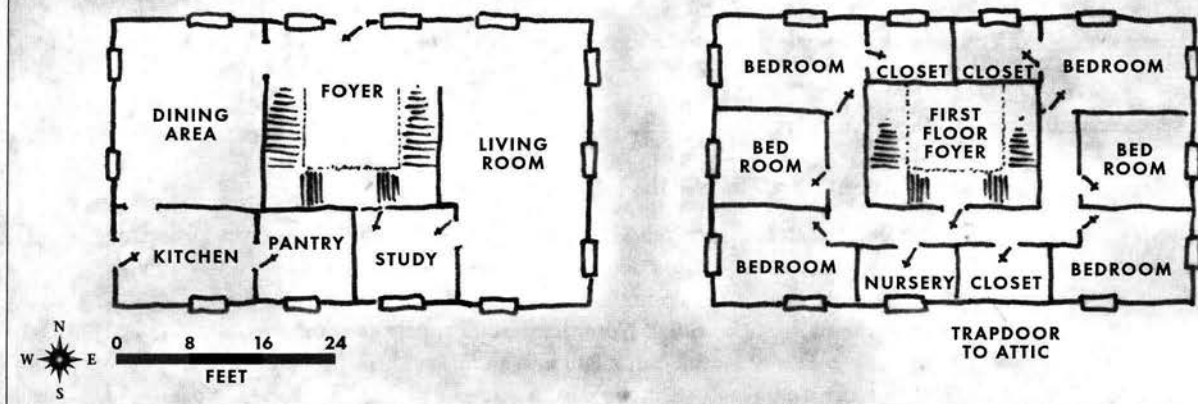 FOYER
DINING
AREA
LIVING
ROOM
KITCHEN
PANTRY
STUDY
N
W
E
S
0
8
16
24
FEET
BEDROOM
CLOSET
CLOSET
BEDROOM
FIRST
FLOOR
FOYER
BED
ROOM
BED
ROOM
BEDROOM
NURSERY
CLOSET
BEDROOM
TRAPDOOR
TO ATTIC